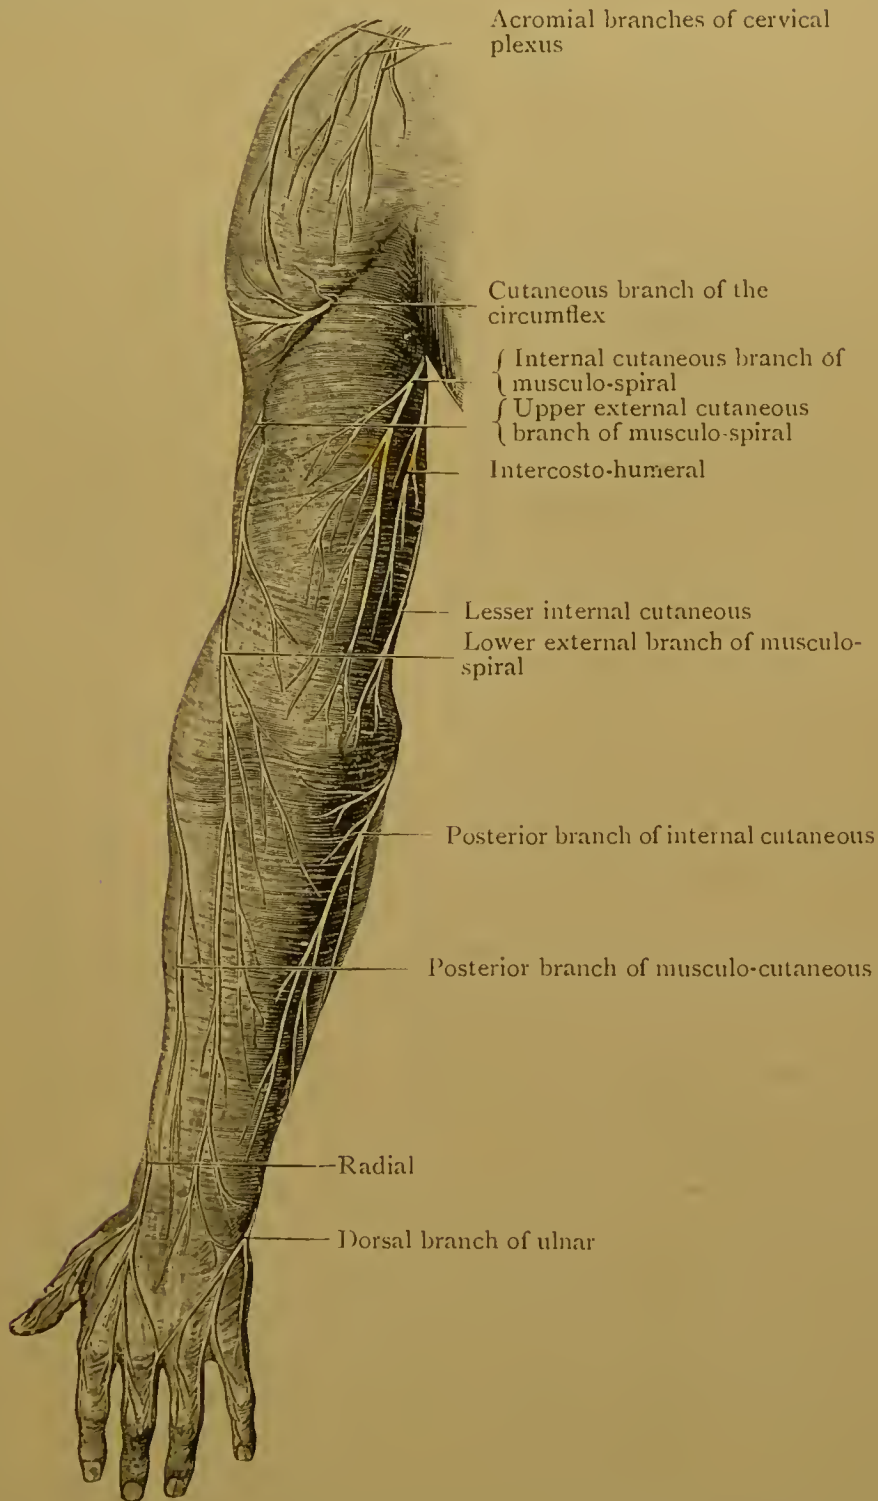 Acromial branches of cervical
plexus
Cutaneous branch of the
circumflex
Internal cutaneous branch of
musculo-spiral
Upper external cutaneous
branch of musculo-spiral
Intercosto-humeral
Lesser internal cutaneous
Lower external branch of musculo-
spiral
Posterior branch of internal cutaneous
Posterior branch of musculo-cutaneous
Radial
Dorsal branch of ulnar